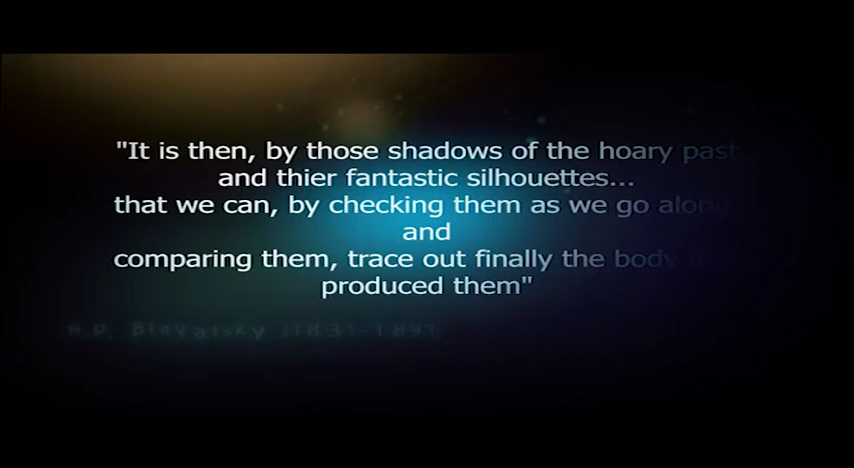 "It is then, by those shadows of the hoary past
and thier fantastic silhouettes...
that we can, by checking them as we go along
and
comparing them, trace out finally the body
produced them"
H.P. Blavatsky (1831-1891